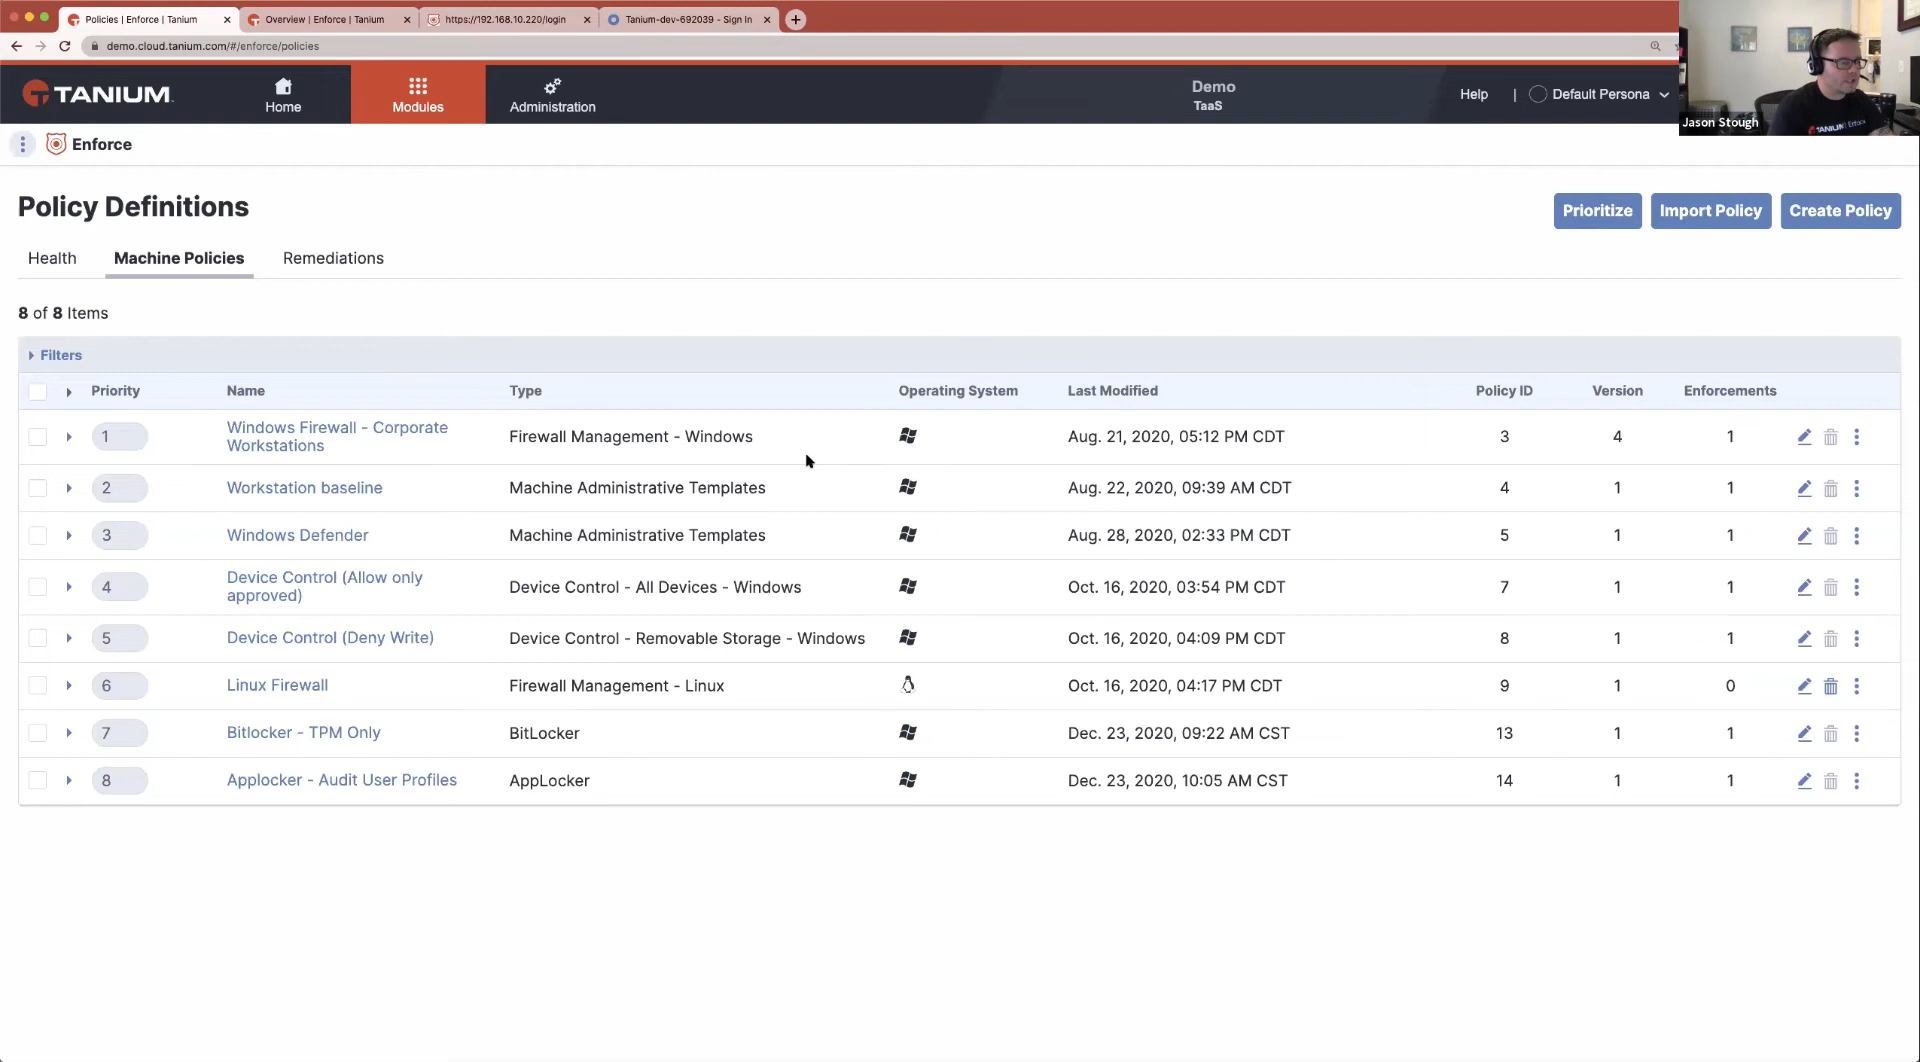 Policies | Enforce | Tanium
Overview | Enforce | Tanium
https://192.168.10.220/login
Tanium-dev-692039 - Sign In
demo.cloud.tanium.com/#/enforce/policies
TANIUM
Home
Modules
Administration
Demo
TaaS
Help
Default Persona
Jason Stough
Enforce
Policy Definitions
Prioritize
Import Policy
Create Policy
Health
Machine Policies
Remediations
8 of 8 Items
Filters
Priority Name Type Operating System Last Modified Policy ID Version Enforcements
1 Windows Firewall - Corporate Workstations Firewall Management - Windows Aug. 21, 2020, 05:12 PM CDT 3 4 1
2 Workstation baseline Machine Administrative Templates Aug. 22, 2020, 09:39 AM CDT 4 1 1
3 Windows Defender Machine Administrative Templates Aug. 28, 2020, 02:33 PM CDT 5 1 1
4 Device Control (Allow only approved) Device Control - All Devices - Windows Oct. 16, 2020, 03:54 PM CDT 7 1 1
5 Device Control (Deny Write) Device Control - Removable Storage - Windows Oct. 16, 2020, 04:09 PM CDT 8 1 1
6 Linux Firewall Firewall Management - Linux Oct. 16, 2020, 04:17 PM CDT 9 1 0
7 Bitlocker - TPM Only BitLocker Dec. 23, 2020, 09:22 AM CST 13 1 1
8 Applocker - Audit User Profiles AppLocker Dec. 23, 2020, 10:05 AM CST 14 1 1